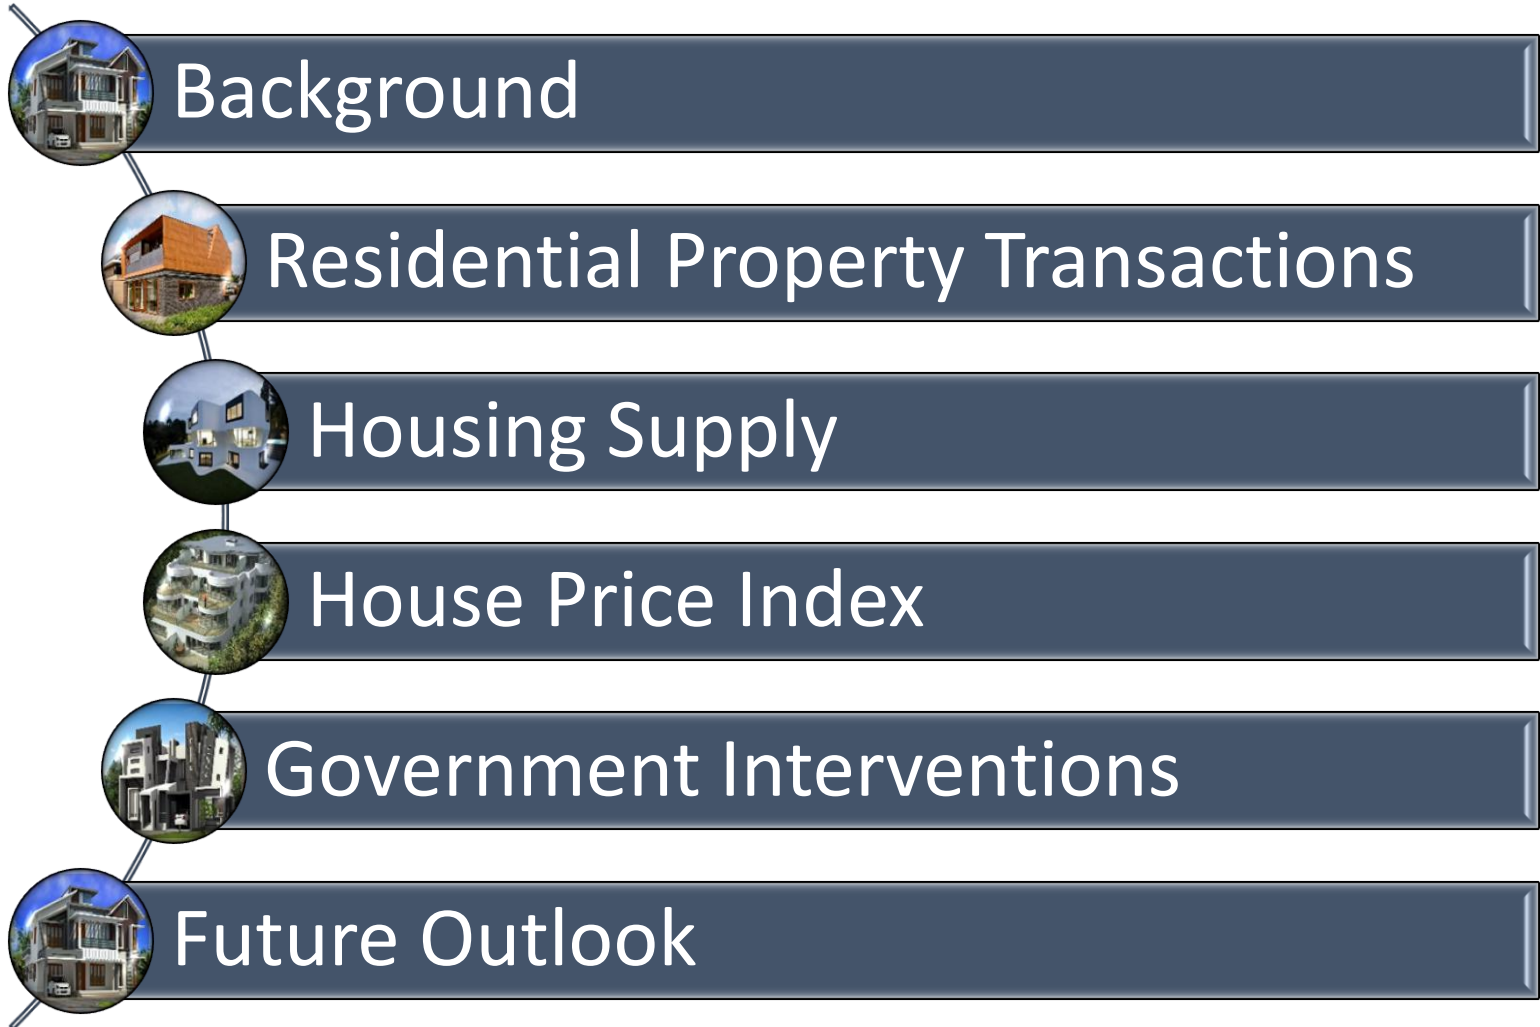 Background
Residential Property Transactions
Housing Supply
House Price Index
Government Interventions
Future Outlook